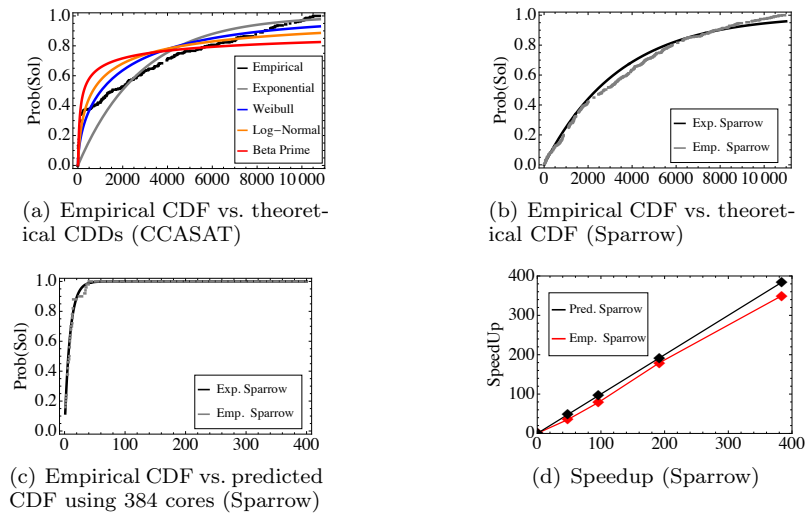 1.0
0.8
0.6
0.4
0.2
0.0
Prob(Sol)
Empirical
Exponential
Weibull
Log-Normal
Beta Prime
0 2000 4000 6000 8000 10 000
(a) Empirical CDF vs. theoret-
ical CDDs (CCASAT)
1.0
0.8
0.6
0.4
0.2
0.0
Prob(Sol)
Exp. Sparrow
Emp. Sparrow
0 2000 4000 6000 8000 10 000
(b) Empirical CDF vs. theoret-
ical CDF (Sparrow)
1.0
0.8
0.6
0.4
0.2
0.0
Prob(Sol)
Exp. Sparrow
Emp. Sparrow
0 100 200 300 400
(c) Empirical CDF vs. predicted
CDF using 384 cores (Sparrow)
400
300
200
100
0
SpeedUp
Pred. Sparrow
Emp. Sparrow
0 100 200 300 400
(d) Speedup (Sparrow)